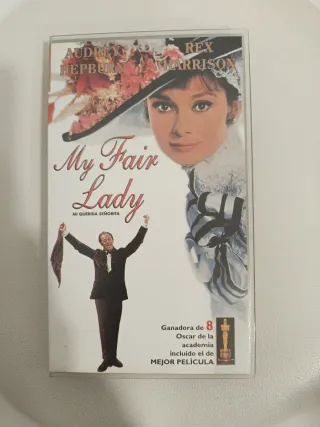 AUDREY HEPBURN
REX HARRISON
My Fair
Lady
MI QUERIDA SEÑORITA
Ganadora de 8
Oscar de la
academia
incluido el de
MEJOR PELÍCULA